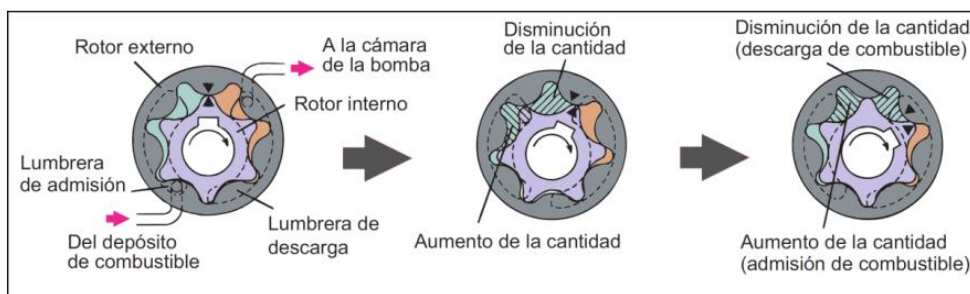 Rotor externo
A la cámara
de la bomba
Rotor interno
Lumbrera
de admisión
Del depósito
de combustible
Lumbrera de
descarga
Disminución
de la cantidad
Aumento de la cantidad
Disminución de la cantidad
(descarga de combustible)
Aumento de la cantidad
(admisión de combustible)